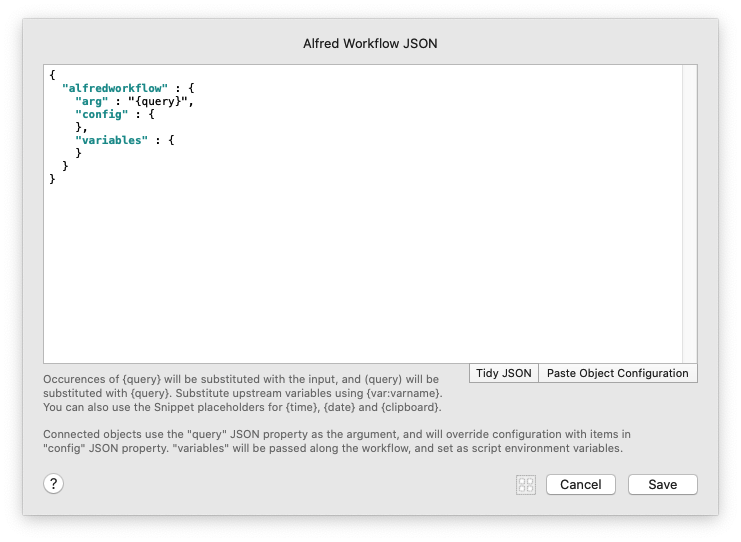 Alfred Workflow JSON
{
  "alfredworkflow" : {
    "arg" : "{query}",
    "config" : {
    },
    "variables" : {
    }
  }
}
Tidy JSON
Paste Object Configuration
Occurences of {query} will be substituted with the input, and (query) will be
substituted with {query}. Substitute upstream variables using {var:varname}.
You can also use the Snippet placeholders for {time}, {date} and {clipboard}.
Connected objects use the "query" JSON property as the argument, and will override configuration with items in
"config" JSON property. "variables" will be passed along the workflow, and set as script environment variables.
?
Cancel
Save